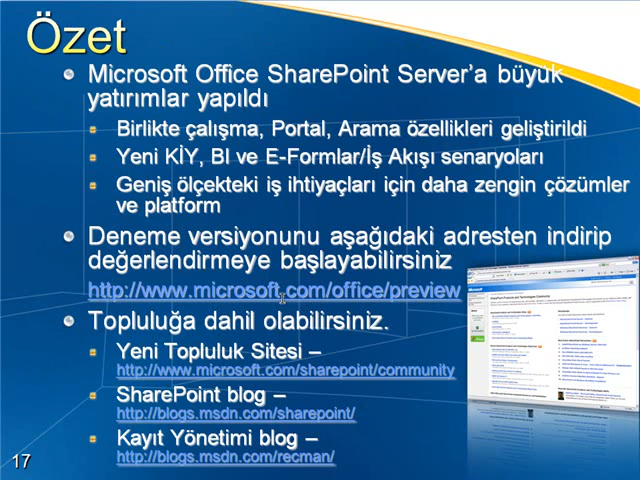 Özet
Microsoft Office SharePoint Server'a büyük
yatırımlar yapıldı
Birlikte çalışma, Portal, Arama özellikleri geliştirildi
Yeni KİY, BI ve E-Formlar/İş Akışı senaryoları
Geniş ölçekteki iş ihtiyaçları için daha zengin çözümler
ve platform
Deneme versiyonunu aşağıdaki adresten indirip
değerlendirmeye başlayabilirsiniz
http://www.microsoft.com/office/preview
Topluluğa dahil olabilirsiniz.
Yeni Topluluk Sitesi –
http://www.microsoft.com/sharepoint/community
SharePoint blog –
http://blogs.msdn.com/sharepoint/
Kayıt Yönetimi blog –
http://blogs.msdn.com/recman/
17